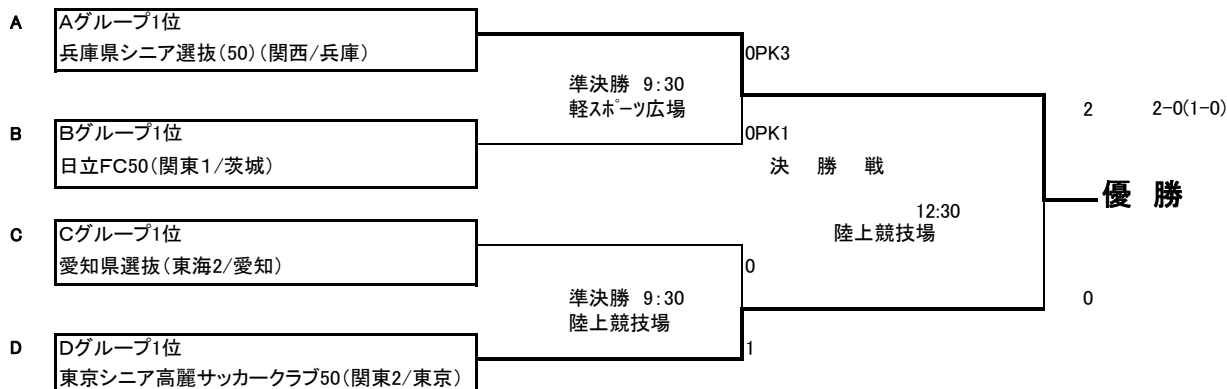 A
Aグループ1位
兵庫県シニア選抜(50)(関西/兵庫)
0PK3
準決勝 9:30
軽スポーツ広場
2 2-0(1-0)
B
Bグループ1位
日立FC50(関東1/茨城)
0PK1
決 勝 戦
優 勝
12:30
陸上競技場
C
Cグループ1位
愛知県選抜(東海2/愛知)
0
準決勝 9:30
陸上競技場
0
D
Dグループ1位
東京シニア高麗サッカークラブ50(関東2/東京)
1